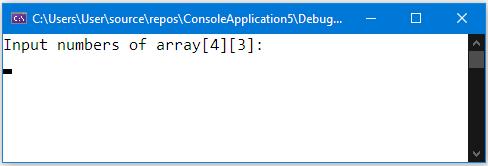 C:\Users\User\source\repos\ConsoleApplication5\Debug...
Input numbers of array[4][3]: